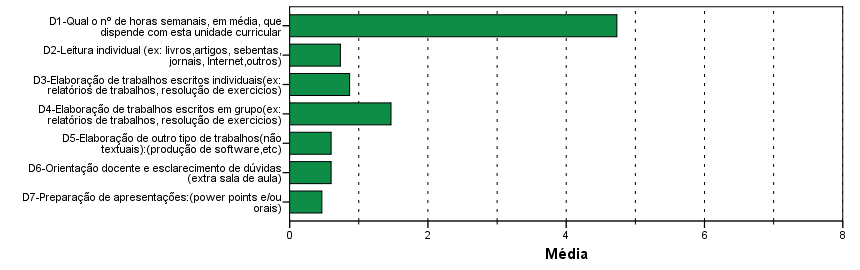 D1-Qual o nº de horas semanais, em média, que
dispende com esta unidade curricular
D2-Leitura individual (ex: livros,artigos, sebentas,
jornais, Internet,outros)
D3-Elaboração de trabalhos escritos individuais(ex:
relatórios de trabalhos, resolução de exercicios)
D4-Elaboração de trabalhos escritos em grupo(ex:
relatórios de trabalhos, resolução de exercicios)
D5-Elaboração de outro tipo de trabalhos(não
textuais):(produção de software,etc)
D6-Orientação docente e esclarecimento de dúvidas
(extra sala de aula)
D7-Preparação de apresentações:(power points e/ou
orais)
0 2 4 6 8
Média